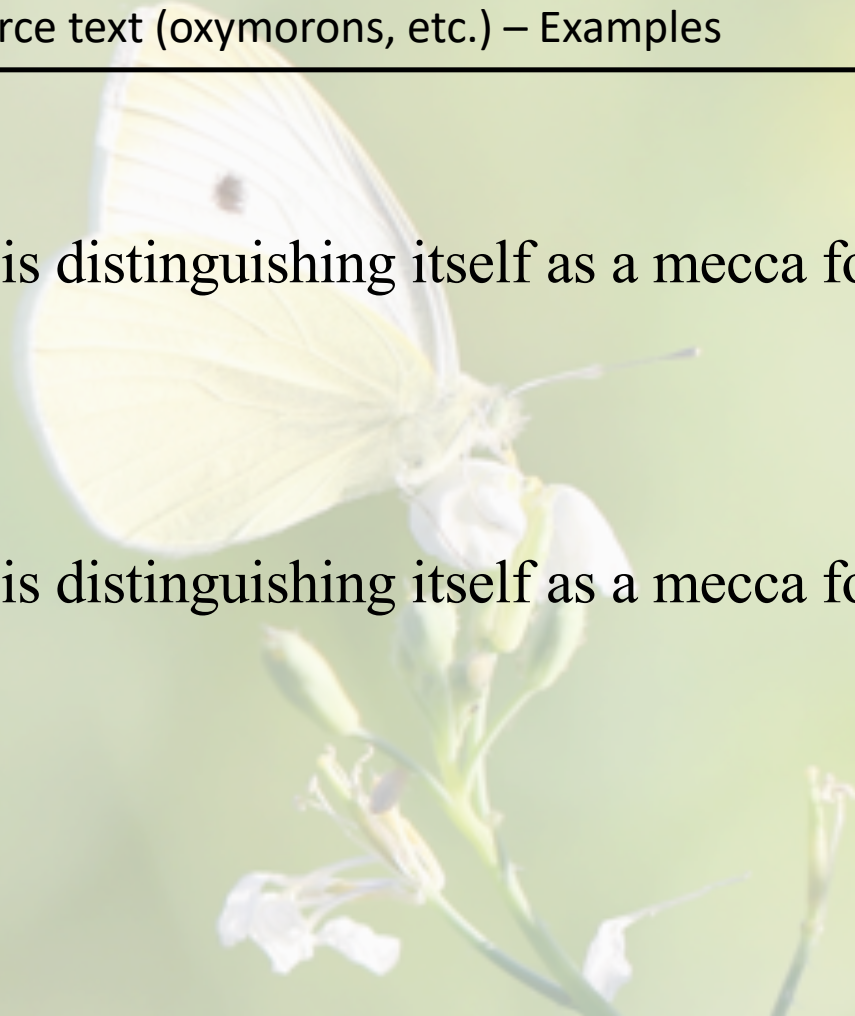 rce text (oxymorons, etc.) – Examples
is distinguishing itself as a mecca fo
is distinguishing itself as a mecca fo